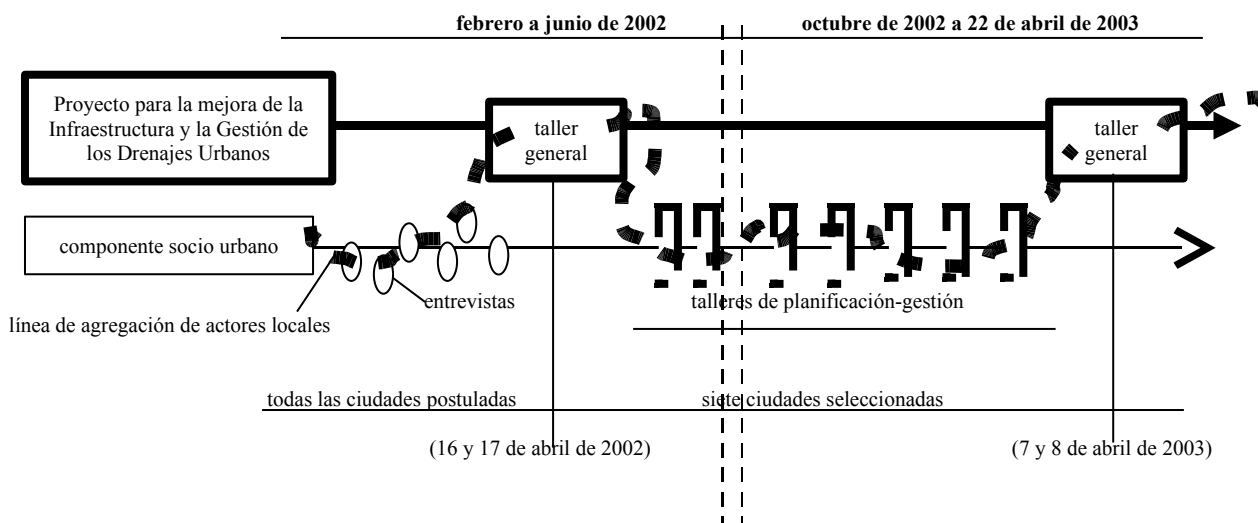 febrero a junio de 2002
octubre de 2002 a 22 de abril de 2003
Proyecto para la mejora de la
Infraestructura y la Gestión de
los Drenajes Urbanos
taller
general
taller
general
componente socio urbano
entrevistas
talleres de planificación-gestión
línea de agregación de actores locales
todas las ciudades postuladas
siete ciudades seleccionadas
(16 y 17 de abril de 2002)
(7 y 8 de abril de 2003)